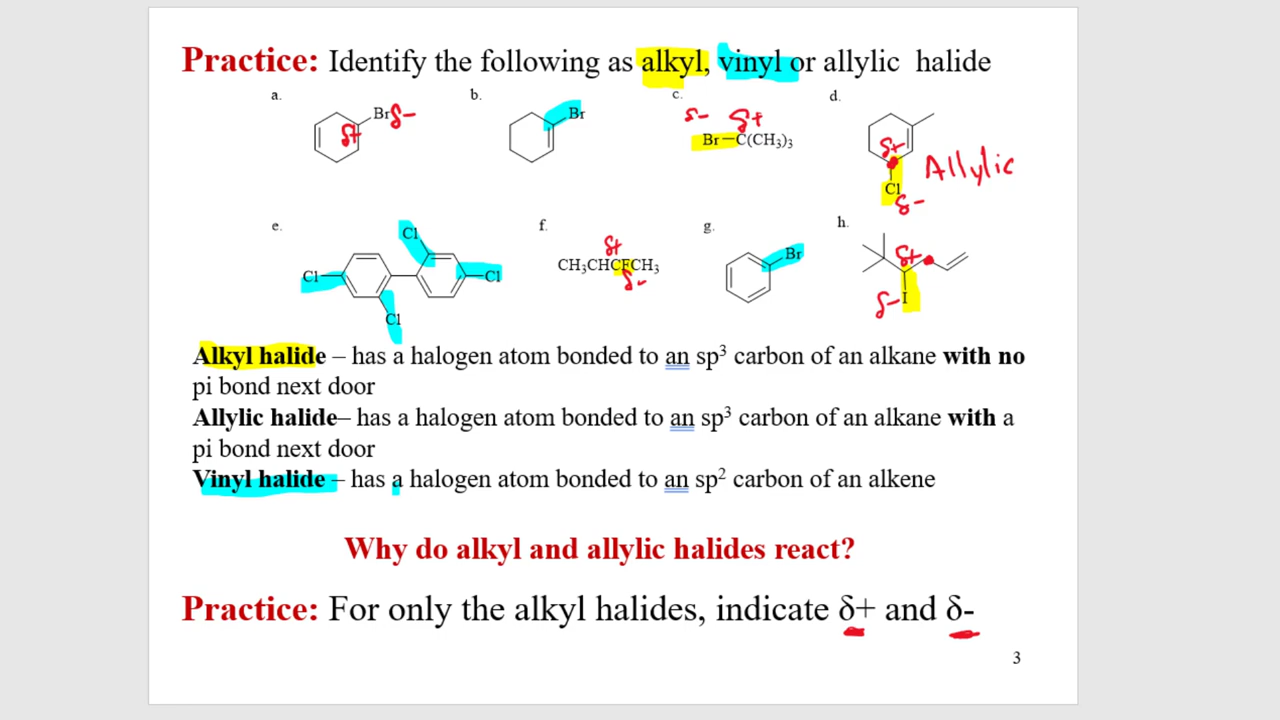 Practice: Identify the following as alkyl, vinyl or allylic halide
a. b. c. d.
Br δ- Br δ- δ+
δ+ Br–C(CH₃)₃ δ+
Allylic
Cl
δ-
e. f. g. h.
Cl δ+ Br δ+
Cl Cl CH₃CHCFCH₃
δ- δ- I
Cl
Alkyl halide – has a halogen atom bonded to an sp³ carbon of an alkane with no
pi bond next door
Allylic halide– has a halogen atom bonded to an sp³ carbon of an alkane with a
pi bond next door
Vinyl halide – has a halogen atom bonded to an sp² carbon of an alkene
Why do alkyl and allylic halides react?
Practice: For only the alkyl halides, indicate δ+ and δ-
3